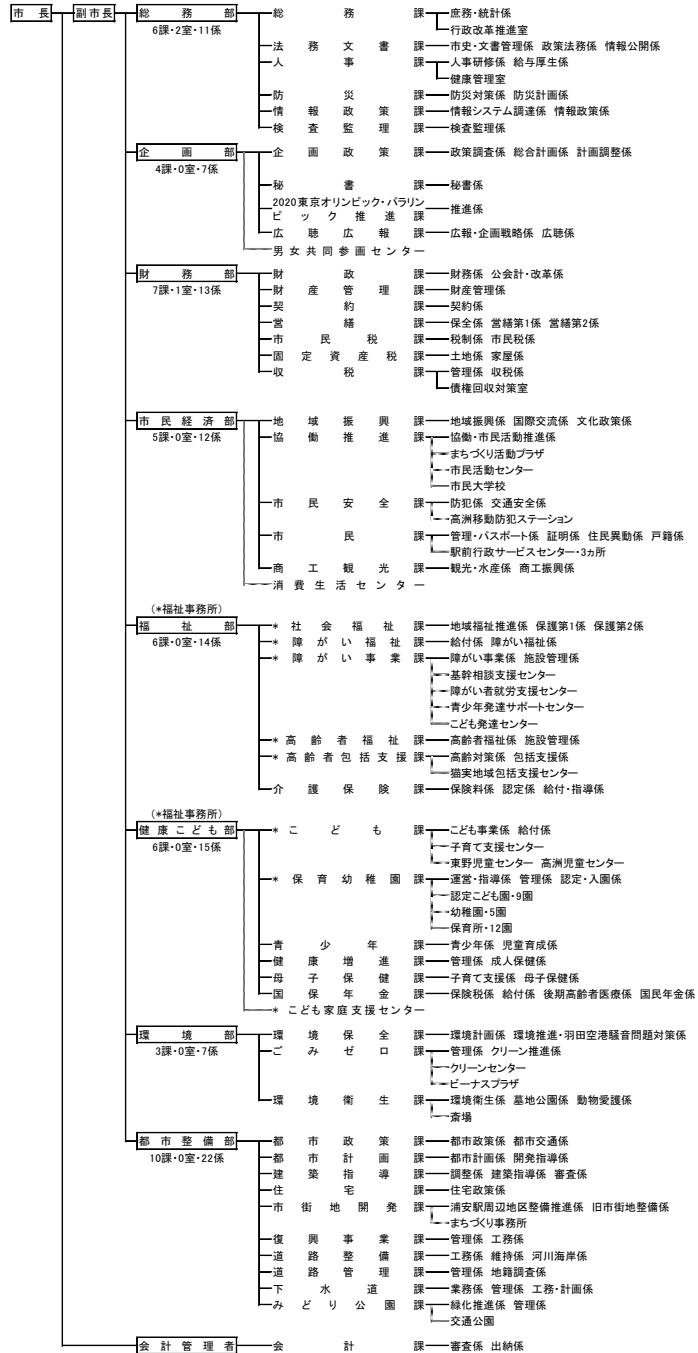 市長 副市長 総務部 総務課 庶務・統計係
6課・2室・11係 行政改革推進室
法務文書課 市史・文書管理係 政策法務係 情報公開係
人事課 人事研修係 給与厚生係
健康管理室
防災課 防災対策係 防災計画係
情報政策課 情報システム調達係 情報政策係
検査監理課 検査監理係
企画部 企画政策課 政策調査係 総合計画係 計画調整係
4課・0室・7係
秘書課 秘書係
2020東京オリンピック・パラリン
ピック推進課 推進係
広聴広報課 広報・企画戦略係 広聴係
男女共同参画センター
財務部 財政課 財務係 公会計・改革係
7課・1室・13係 財産管理課 財産管理係
契約課 契約係
営繕課 保全係 営繕第1係 営繕第2係
市民税課 税制係 市民税係
固定資産税課 土地係 家屋係
収税課 管理係 収税係
債権回収対策室
市民経済部 地域振興課 地域振興係 国際交流係 文化政策係
5課・0室・12係 協働推進課 協働・市民活動推進係
まちづくり活動プラザ
市民活動センター
市民大学校
市民安全課 防犯係 交通安全係
高洲移動防犯ステーション
市民課 管理・パスポート係 証明係 住民異動係 戸籍係
駅前行政サービスセンター・3ヵ所
商工観光課 観光・水産係 商工振興係
消費生活センター
(*福祉事務所)
福祉部 * 社会福祉課 地域福祉推進係 保護第1係 保護第2係
6課・0室・14係 * 障がい福祉課 給付係 障がい福祉係
* 障がい事業課 障がい事業係 施設管理係
基幹相談支援センター
障がい者就労支援センター
青少年発達サポートセンター
こども発達センター
* 高齢者福祉課 高齢者福祉係 施設管理係
* 高齢者包括支援課 高齢対策係 包括支援係
猫実地域包括支援センター
介護保険課 保険料係 認定係 給付・指導係
(*福祉事務所)
健康こども部 * こども課 こども事業係 給付係
6課・0室・15係 子育て支援センター
東野児童センター 高洲児童センター
* 保育幼稚園課 運営・指導係 管理係 認定・入園係
認定こども園・9園
幼稚園・5園
保育所・12園
青少年課 青少年係 児童育成係
健康増進課 管理係 成人保健係
母子保健課 子育て支援係 母子保健係
国保年金課 保険税係 給付係 後期高齢者医療係 国民年金係
* こども家庭支援センター
環境部 環境保全課 環境計画係 環境推進・羽田空港騒音問題対策係
3課・0室・7係 ごみゼロ課 管理係 クリーン推進係
クリーンセンター
ビーナスプラザ
環境衛生課 環境衛生係 墓地公園係 動物愛護係
斎場
都市整備部 都市政策課 都市政策係 都市交通係
10課・0室・22係 都市計画課 都市計画係 開発指導係
建築指導課 調整係 建築指導係 審査係
住宅課 住宅政策係
市街地開発課 浦安駅周辺地区整備推進係 旧市街地整備係
まちづくり事務所
復興事業課 管理係 工務係
道路整備課 工務係 維持係 河川海岸係
道路管理課 管理係 地籍調査係
下水道課 業務係 管理係 工務・計画係
みどり公園課 緑化推進係 管理係
交通公園
会計管理者 会計課 審査係 出納係